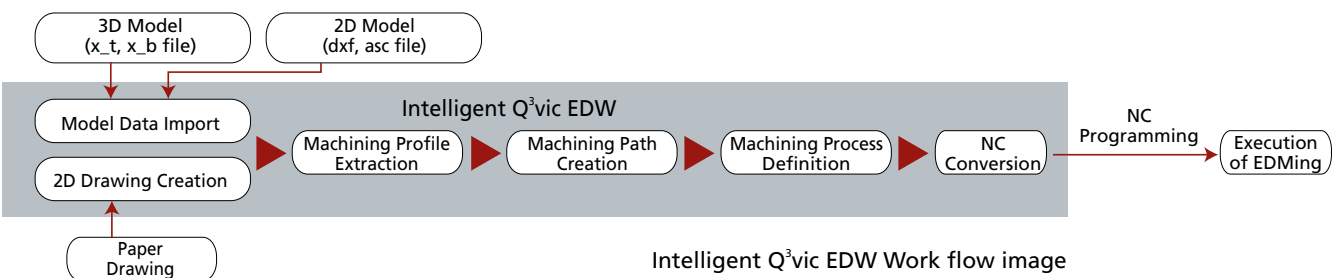 3D Model
(x_t, x_b file)
2D Model
(dxf, asc file)
Intelligent Q³vic EDW
Model Data Import
2D Drawing Creation
Machining Profile
Extraction
Machining Path
Creation
Machining Process
Definition
NC
Conversion
NC
Programming
Execution
of EDMing
Paper
Drawing
Intelligent Q³vic EDW Work flow image